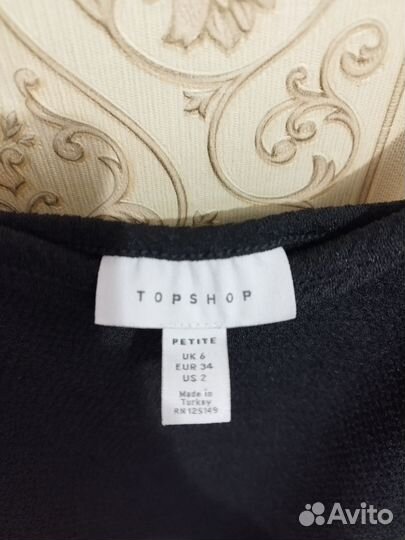 TOPSHOP
PETITE
UK 6
EUR 34
US 2
Made in
Turkey
RN 125149
Avito